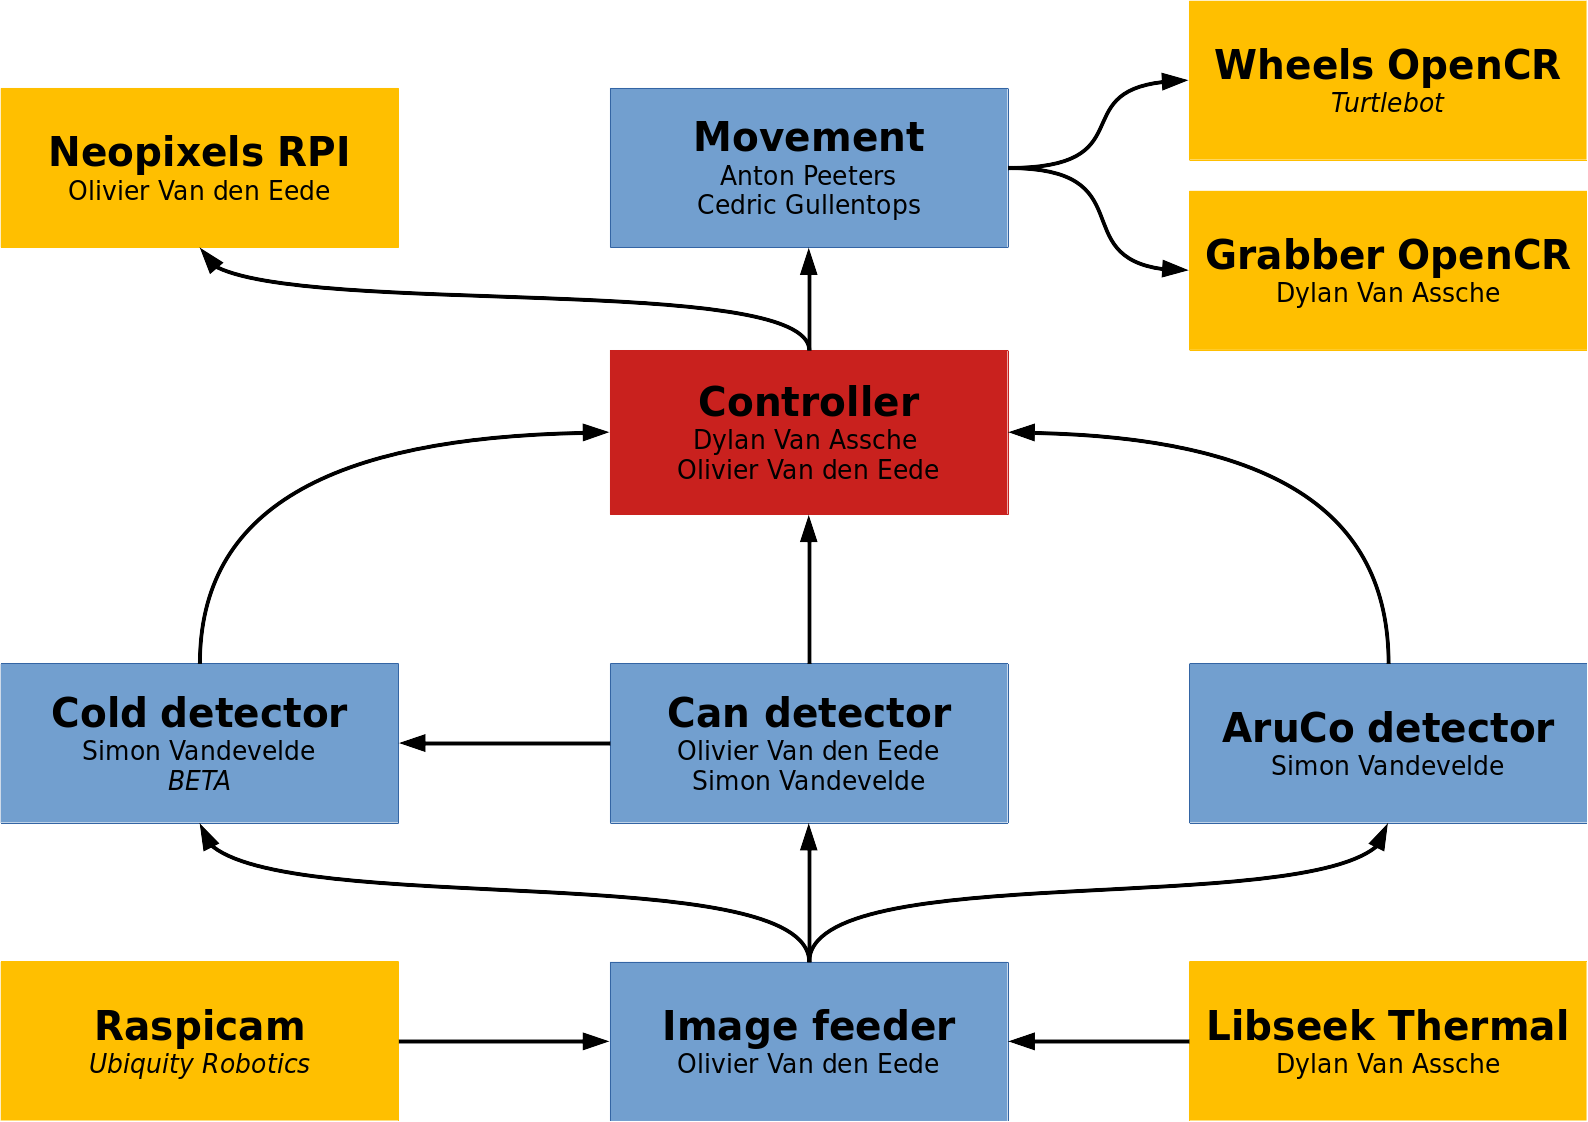 Wheels OpenCR
Turtlebot
Neopixels RPI
Olivier Van den Eede
Movement
Anton Peeters
Cedric Gullentops
Grabber OpenCR
Dylan Van Assche
Controller
Dylan Van Assche
Olivier Van den Eede
Cold detector
Simon Vandevelde
BETA
Can detector
Olivier Van den Eede
Simon Vandevelde
AruCo detector
Simon Vandevelde
Raspicam
Ubiquity Robotics
Image feeder
Olivier Van den Eede
Libseek Thermal
Dylan Van Assche